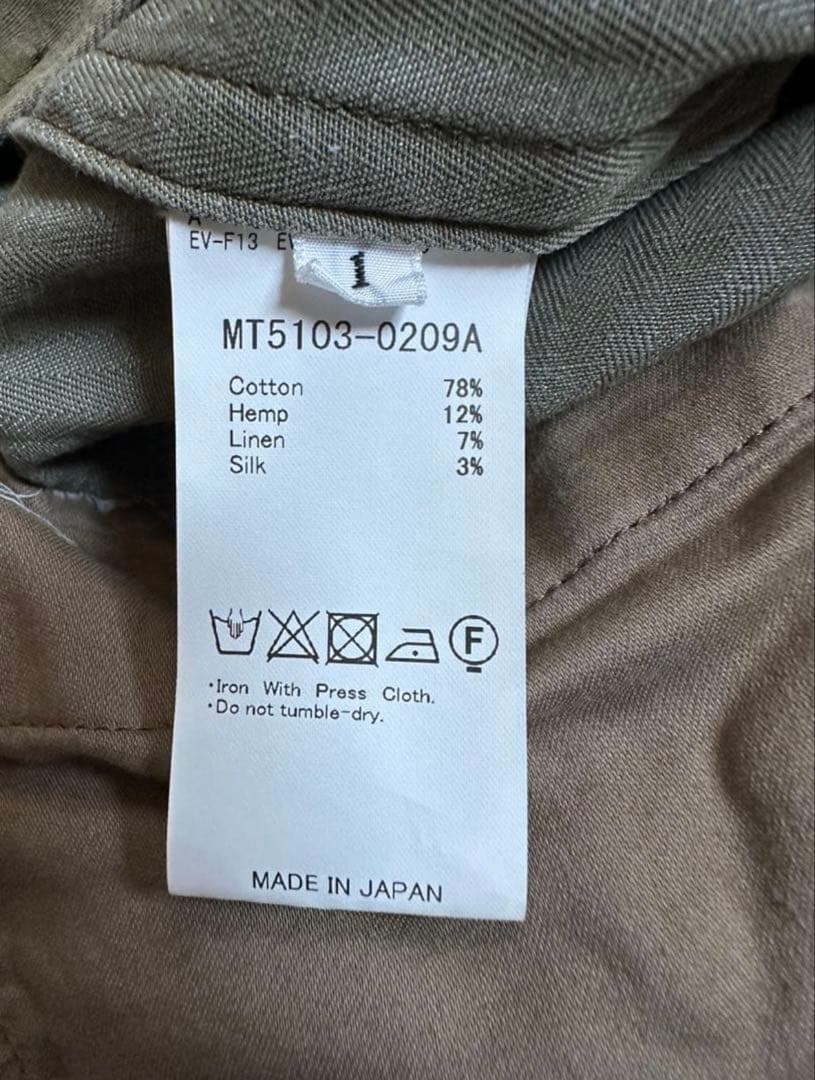 EV-F13
1
MT5103-0209A
Cotton 78%
Hemp 12%
Linen 7%
Silk 3%
F
・Iron With Press Cloth.
・Do not tumble-dry.
MADE IN JAPAN